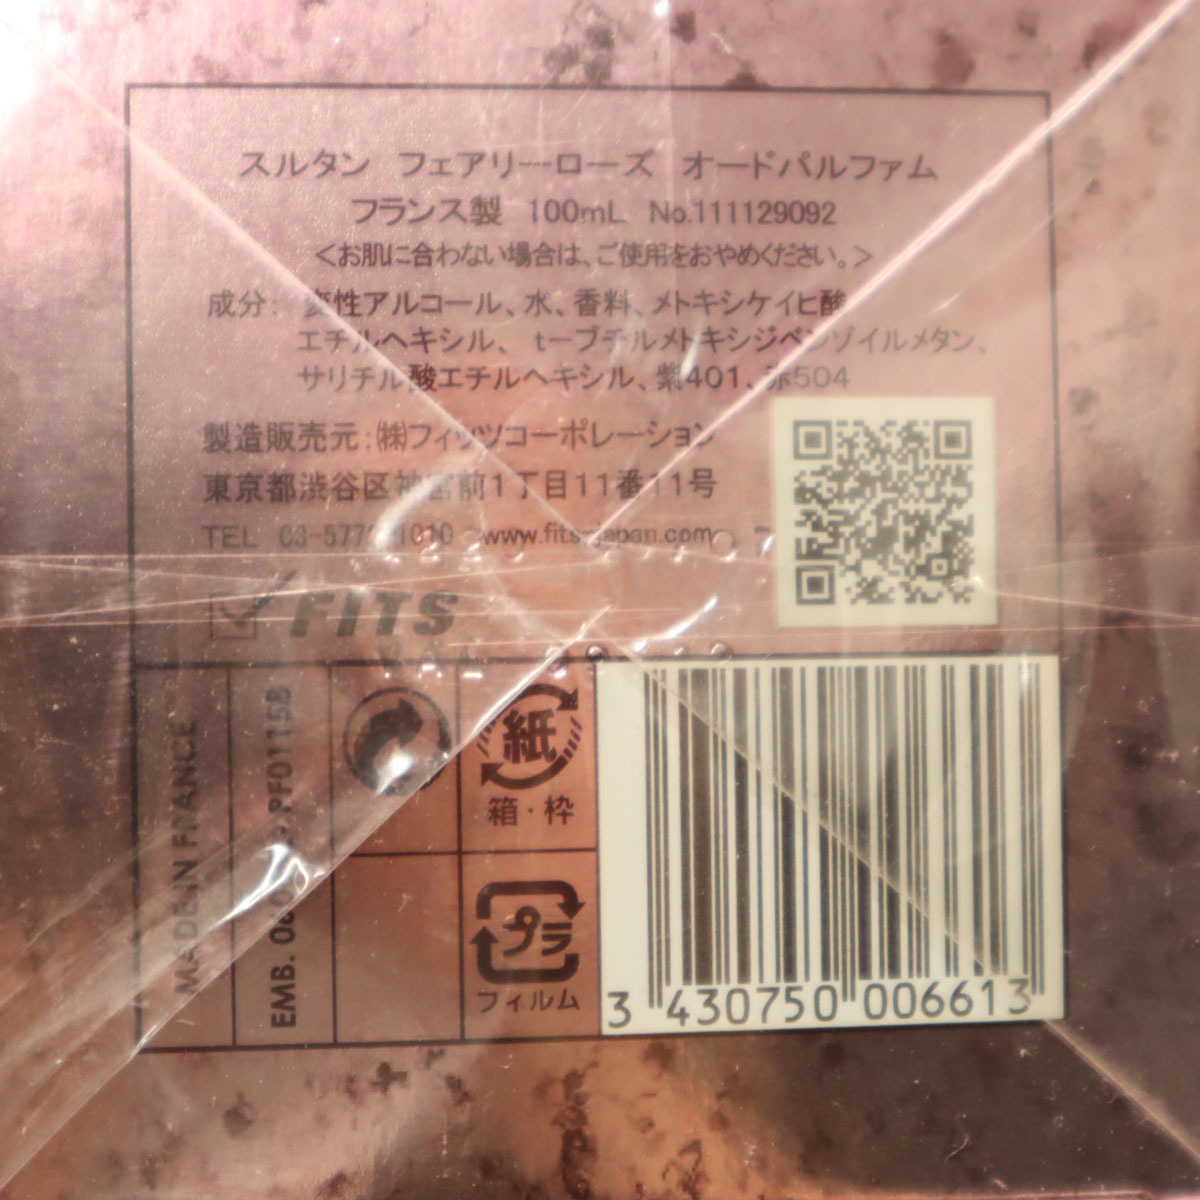 スルタン フェアリーローズ オードパルファム
フランス製 100mL No.111129092
<お肌に合わない場合は、ご使用をおやめください。>
成分: 変性アルコール、水、香料、メトキシケイヒ酸
エチルヘキシル、t-ブチルメトキシジベンゾイルメタン、
サリチル酸エチルヘキシル、紫401、赤504
製造販売元:㈱フィッツコーポレーション
東京都渋谷区神宮前1丁目11番11号
TEL www.fits-japan.com
FITS
MADE IN FRANCE
EMB. PF01115B
紙
箱・枠
プラ
フィルム
3 430750 006613